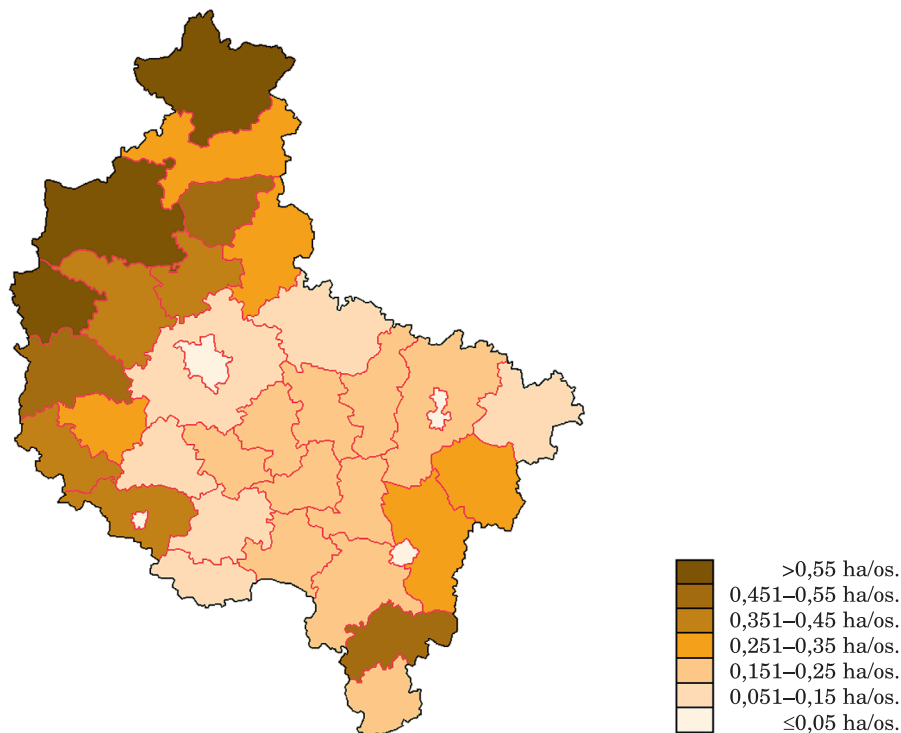 >0,55 ha/os.
0,451–0,55 ha/os.
0,351–0,45 ha/os.
0,251–0,35 ha/os.
0,151–0,25 ha/os.
0,051–0,15 ha/os.
≤0,05 ha/os.